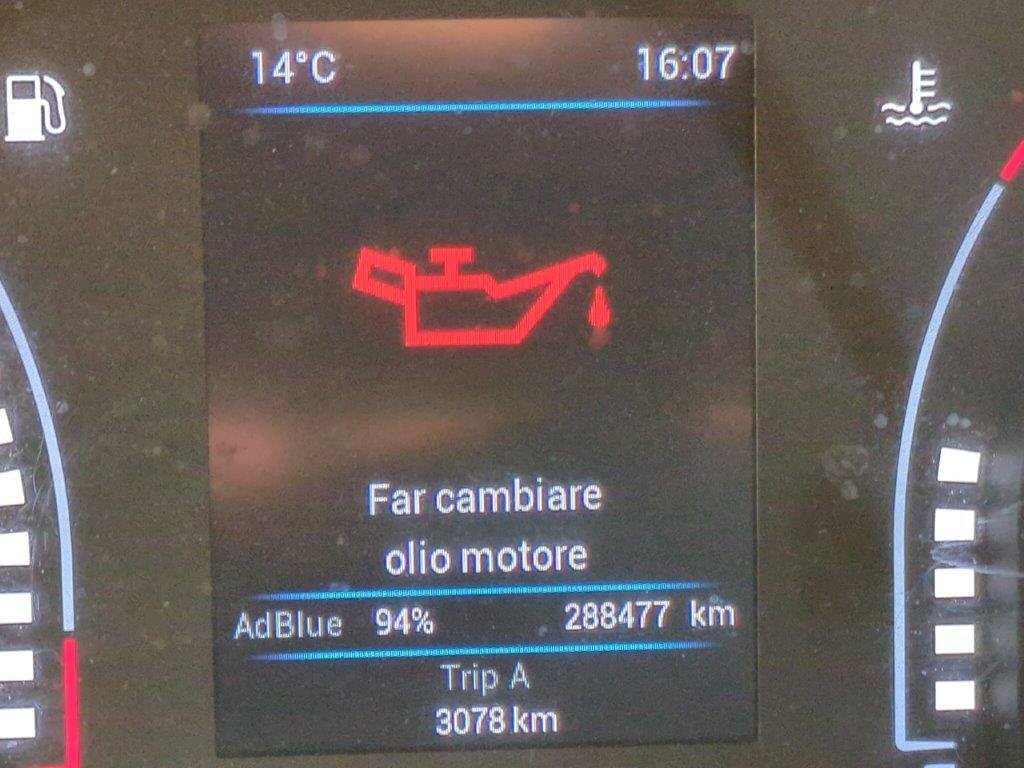 14°C 16:07
Far cambiare
olio motore
AdBlue 94% 288477 km
Trip A
3078 km